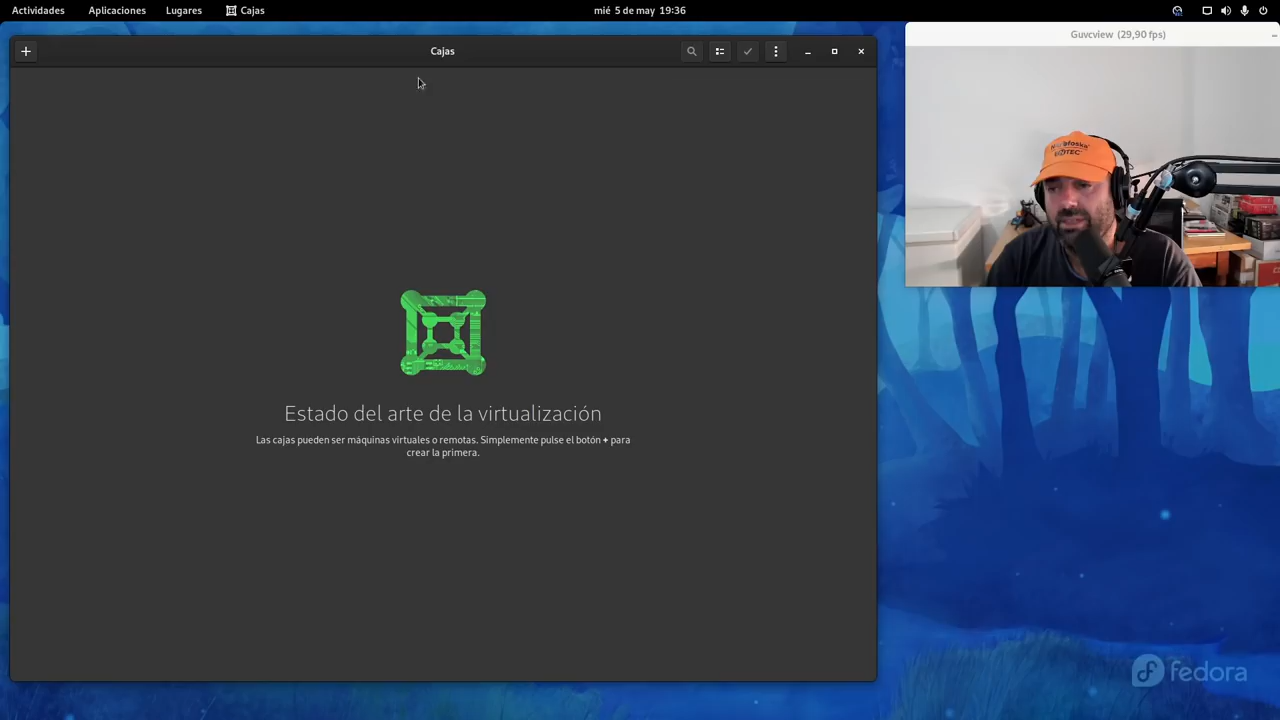 Actividades Aplicaciones Lugares Cajas mié 5 de may 19:36
Cajas
Guvcview (29,90 fps)
Estado del arte de la virtualización
Las cajas pueden ser máquinas virtuales o remotas. Simplemente pulse el botón + para
crear la primera.
fedora